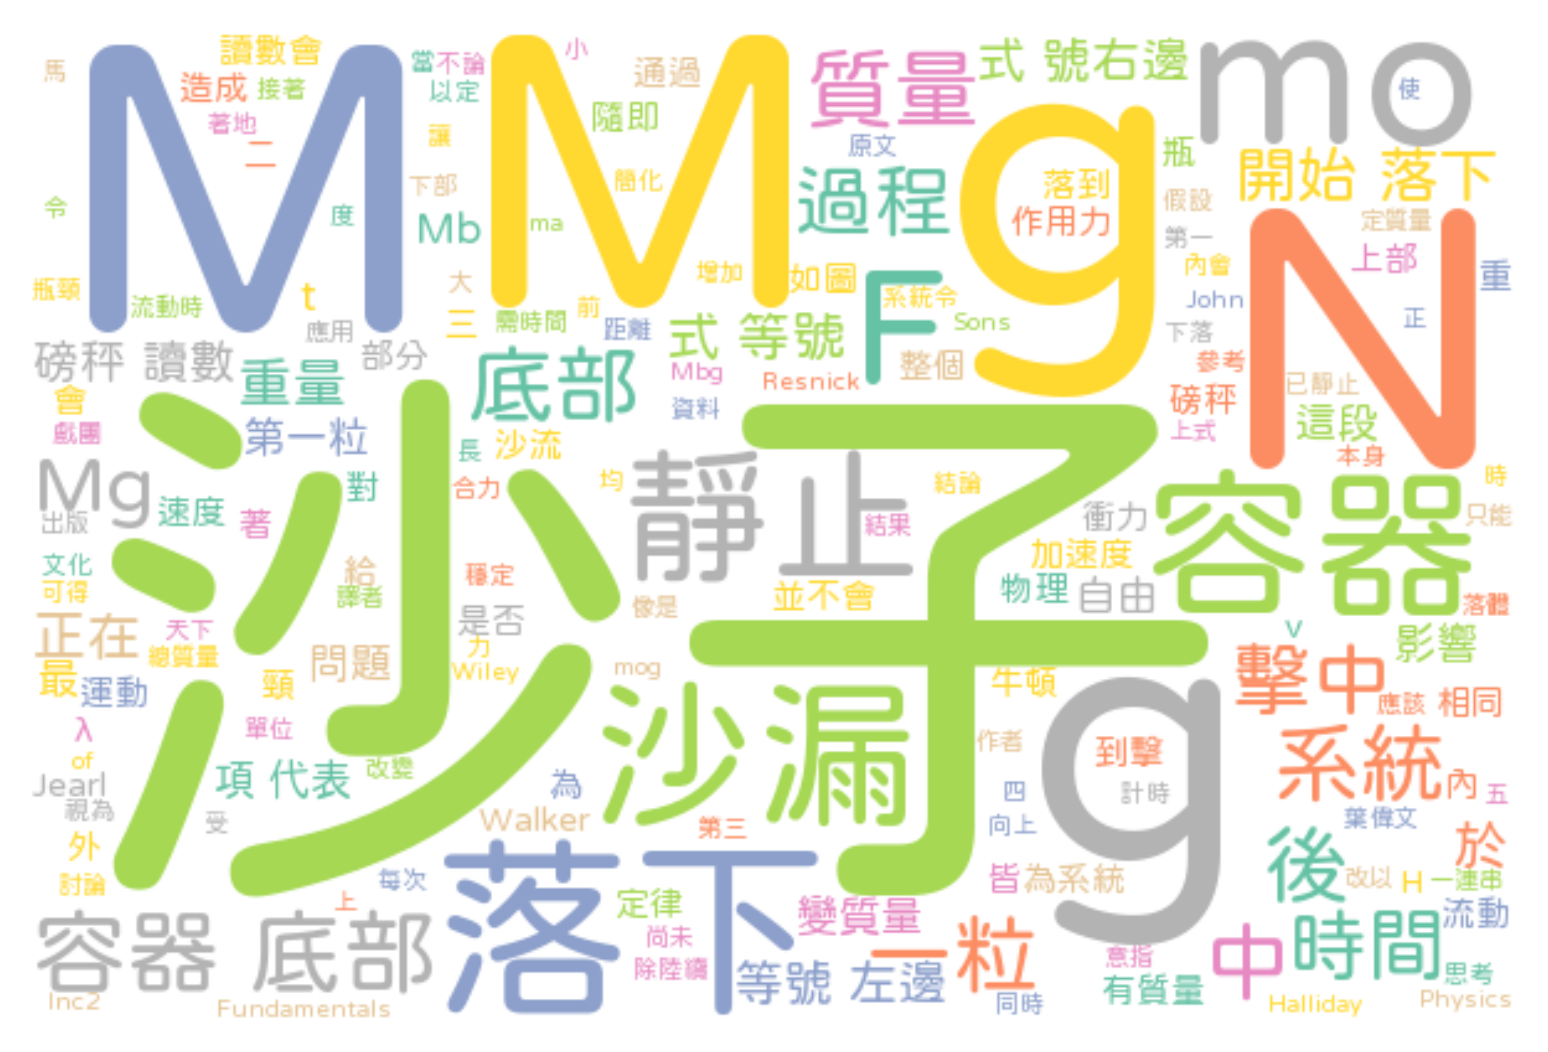 馬
讀數會
造成 接著
著地
二
當不論
以定
讓
小
通過
隨即
簡化
M
M
質量
式 號右邊
mo
使
原文
過程
g
落到
作用力
瓶
開始 落下
假設
第一
定質量
令
度
下部
Mb
ma
N
上部
內會
重
瓶頸
流動時
t
應用
大
三
增加
如圖
前
需時間
距離
F
系統令
Sons
John
下落
正
磅秤 讀數
部分
重量
底部
式 等號
Mbg
Resnick
整個
參考
已靜止
會
戲團
第一粒
資料
磅秤
上式
這段
本身
沙子
長
沙流
Mg
出版
速度
著
對
合力
均
靜止
結果
結論
衝力
容器
時
只能
文化
可得
給
譯者
穩定
像是
並不會
加速度
物理
自由
落體
正在
天下
總質量
是否
力
Wiley
v
影響
最
運動
頸
問題
mog
牛頓
擊中
應該
相同
λ
of
單位
沙漏
作者
g
到擊
計時
系統
內
五
Jearl
視為
項 代表
改變
受
為
Walker
第三
四
向上
葉偉文
外
討論
每次
上
皆
為系統
後
於
改以
H
一連串
容器 底部
落下
定律
尚未
除陸續
變質量
等號 左邊
一粒
意指
有質量
中
時間
流動
思考
Inc2
Fundamentals
同時
Halliday
Physics